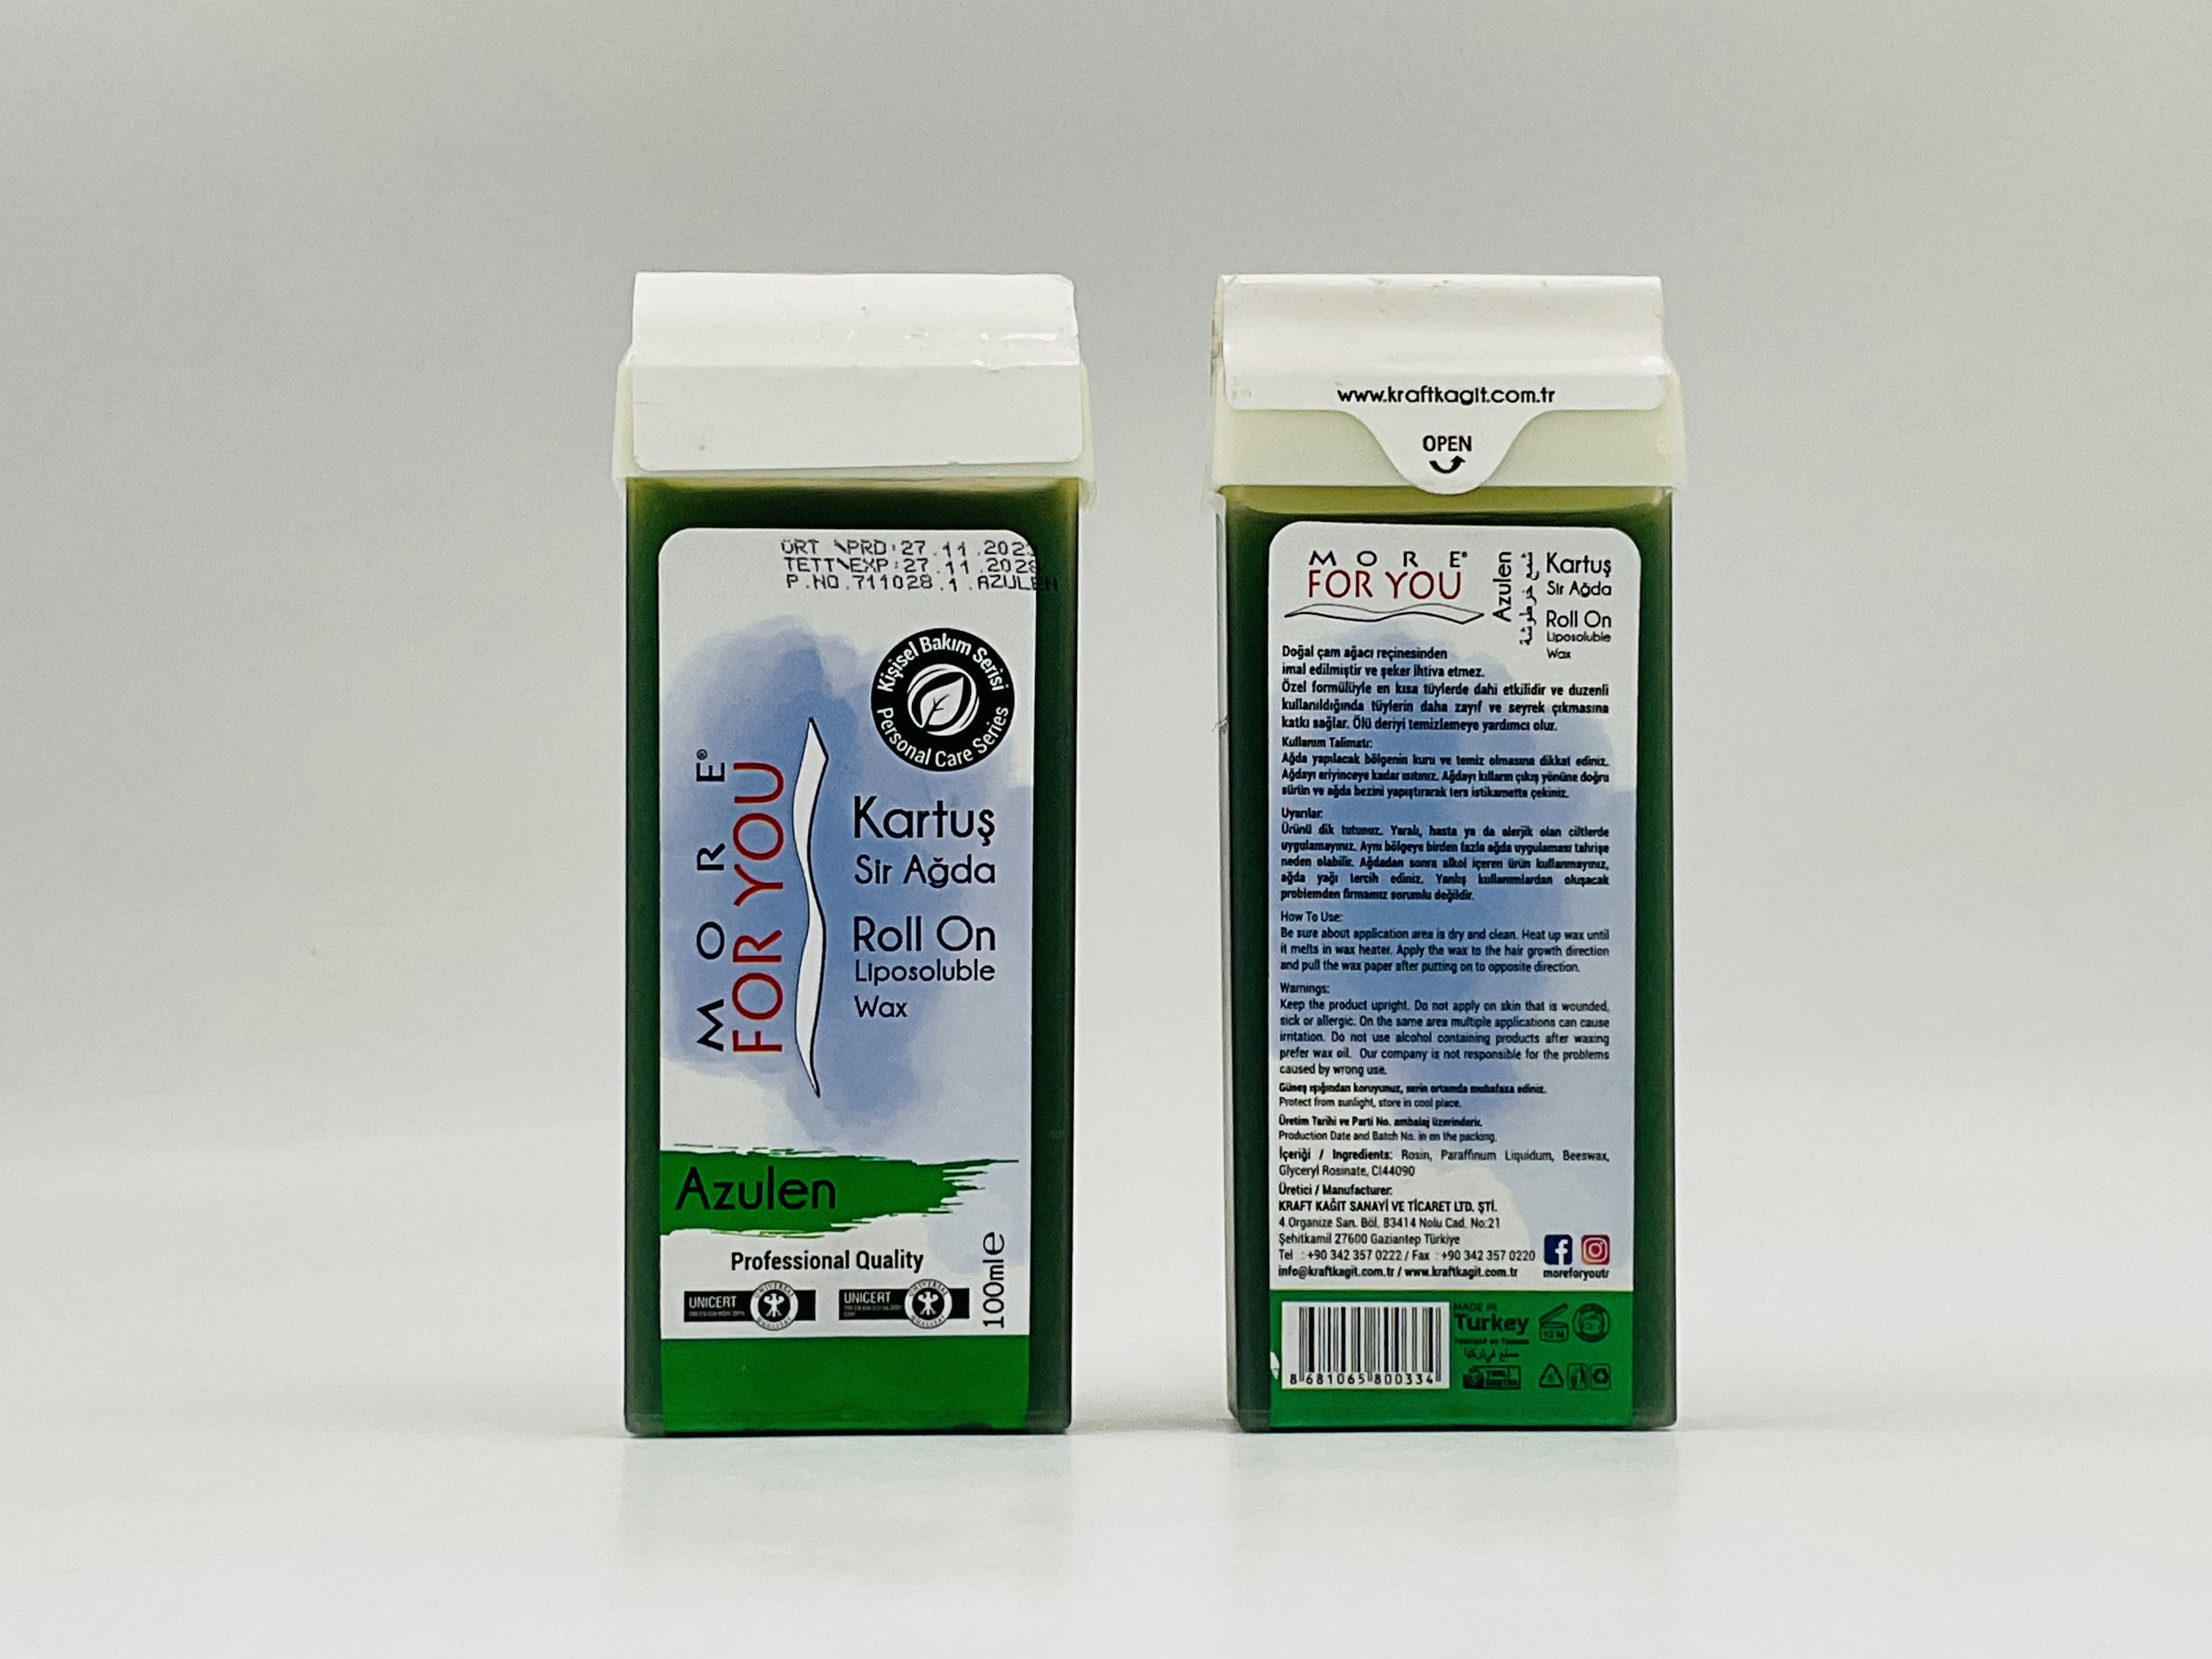 ÜRT \PRD:27.11.202
TETT\EXP:27.11.2028
P.NO.711028.1.AZULEN
Kişisel Bakım Serisi
Personal Care Series
MORE®
FOR YOU
Kartuş
Sir Ağda
Roll On
Liposoluble
Wax
Azulen
Professional Quality
UNICERT
UNICERT
100ml e
www.kraftkagit.com.tr
OPEN
MORE®
FOR YOU
Azulen
شمع خرطوشة
Kartuş
Sir Ağda
Roll On
Liposoluble
Wax
Doğal çam ağacı reçinesinden
imal edilmiştir ve şeker ihtiva etmez.
Özel formülüyle en kısa tüylerde dahi etkilidir ve duzenli
kullanıldığında tüylerin daha zayıf ve seyrek çıkmasına
katkı sağlar. Ölü deriyi temizlemeye yardımcı olur.
Kullanım Talimatı:
Ağda yapılacak bölgenin kuru ve temiz olmasına dikkat ediniz.
Ağdayı eriyinceye kadar ısıtınız. Ağdayı kılların çıkış yönüne doğru
sürün ve ağda bezini yapıştırarak ters istikamette çekiniz.
Uyarılar:
Ürünü dik tutunuz. Yaralı, hasta ya da alerjik olan ciltlerde
uygulamayınız. Aynı bölgeye birden fazla ağda uygulaması tahrişe
neden olabilir. Ağdadan sonra alkol içeren ürün kullanmayınız,
ağda yağı tercih ediniz. Yanlış kullanımlardan oluşacak
problemden firmamız sorumlu değildir.
How To Use:
Be sure about application area is dry and clean. Heat up wax until
it melts in wax heater. Apply the wax to the hair growth direction
and pull the wax paper after putting on to opposite direction.
Warnings:
Keep the product upright. Do not apply on skin that is wounded,
sick or allergic. On the same area multiple applications can cause
irritation. Do not use alcohol containing products after waxing
prefer wax oil. Our company is not responsible for the problems
caused by wrong use.
Güneş ışığından koruyunuz, serin ortamda muhafaza ediniz.
Protect from sunlight, store in cool place.
Üretim Tarihi ve Parti No. ambalaj üzerindedir.
Production Date and Batch No. in on the packing.
İçeriği / Ingredients: Rosin, Paraffinum Liquidum, Beeswax,
Glyceryl Rosinate, CI44090
Üretici / Manufacturer:
KRAFT KAĞIT SANAYİ VE TİCARET LTD. ŞTİ.
4.Organize San. Böl. 83414 Nolu Cad. No:21
Şehitkamil 27600 Gaziantep Türkiye
Tel : +90 342 357 0222 / Fax : +90 342 357 0220
info@kraftkagit.com.tr / www.kraftkagit.com.tr
moreforyoutr
8 681065 800334
MADE IN
Turkey
12 M